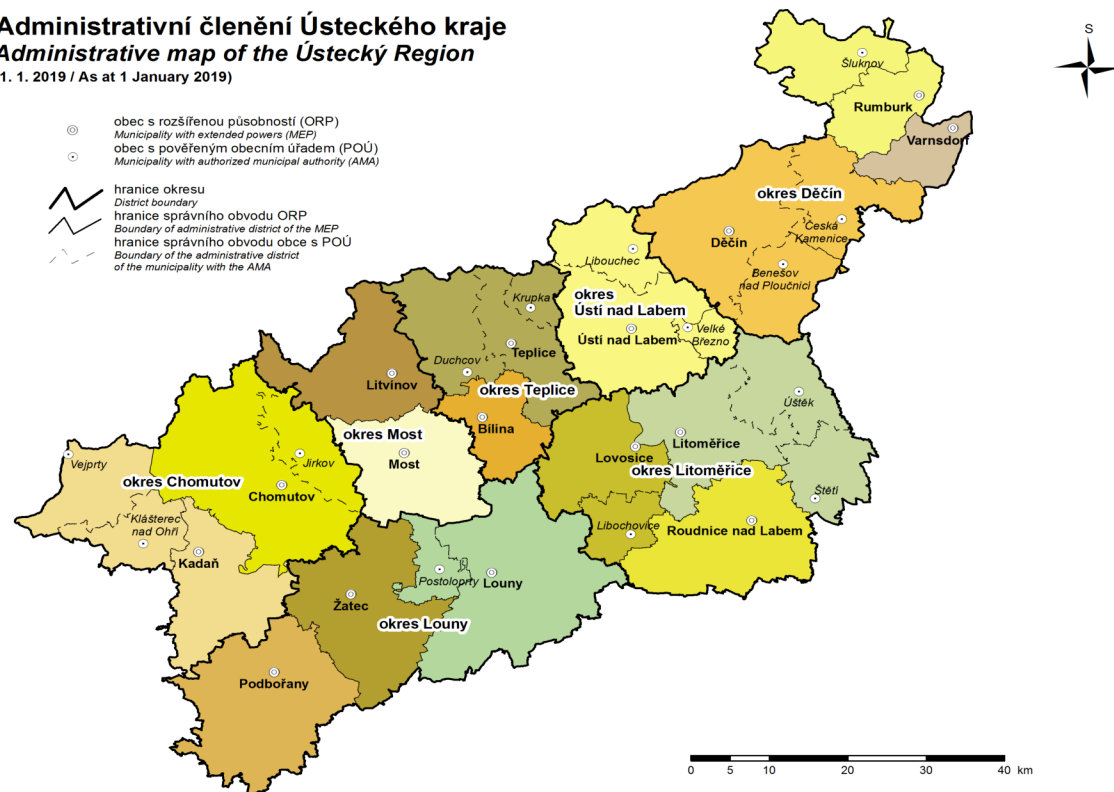 Administrativní členění Ústeckého kraje
Administrative map of the Ústecký Region
1. 1. 2019 / As at 1 January 2019)
obec s rozšířenou působností (ORP)
Municipality with extended powers (MEP)
obec s pověřeným obecním úřadem (POÚ)
Municipality with authorized municipal authority (AMA)
hranice okresu
District boundary
hranice správního obvodu ORP
Boundary of administrative district of the MEP
hranice správního obvodu obce s POÚ
Boundary of the administrative district
of the municipality with the AMA
S
Šluknov
Rumburk
Varnsdorf
okres Děčín
Děčín
Česká
Kamenice
Benešov
nad Ploučnicí
Libouchec
okres
Ústí nad Labem
Ústí nad Labem
Velké
Březno
Krupka
Teplice
Duchcov
okres Teplice
Bílina
Litvínov
okres Most
Most
Úštěk
Litoměřice
Lovosice
okres Litoměřice
Štětí
Libochovice
Roudnice nad Labem
Vejprty
okres Chomutov
Jirkov
Chomutov
Klášterec
nad Ohří
Kadaň
Postoloprty
Louny
Žatec
okres Louny
Podbořany
0 5 10 20 30 40 km